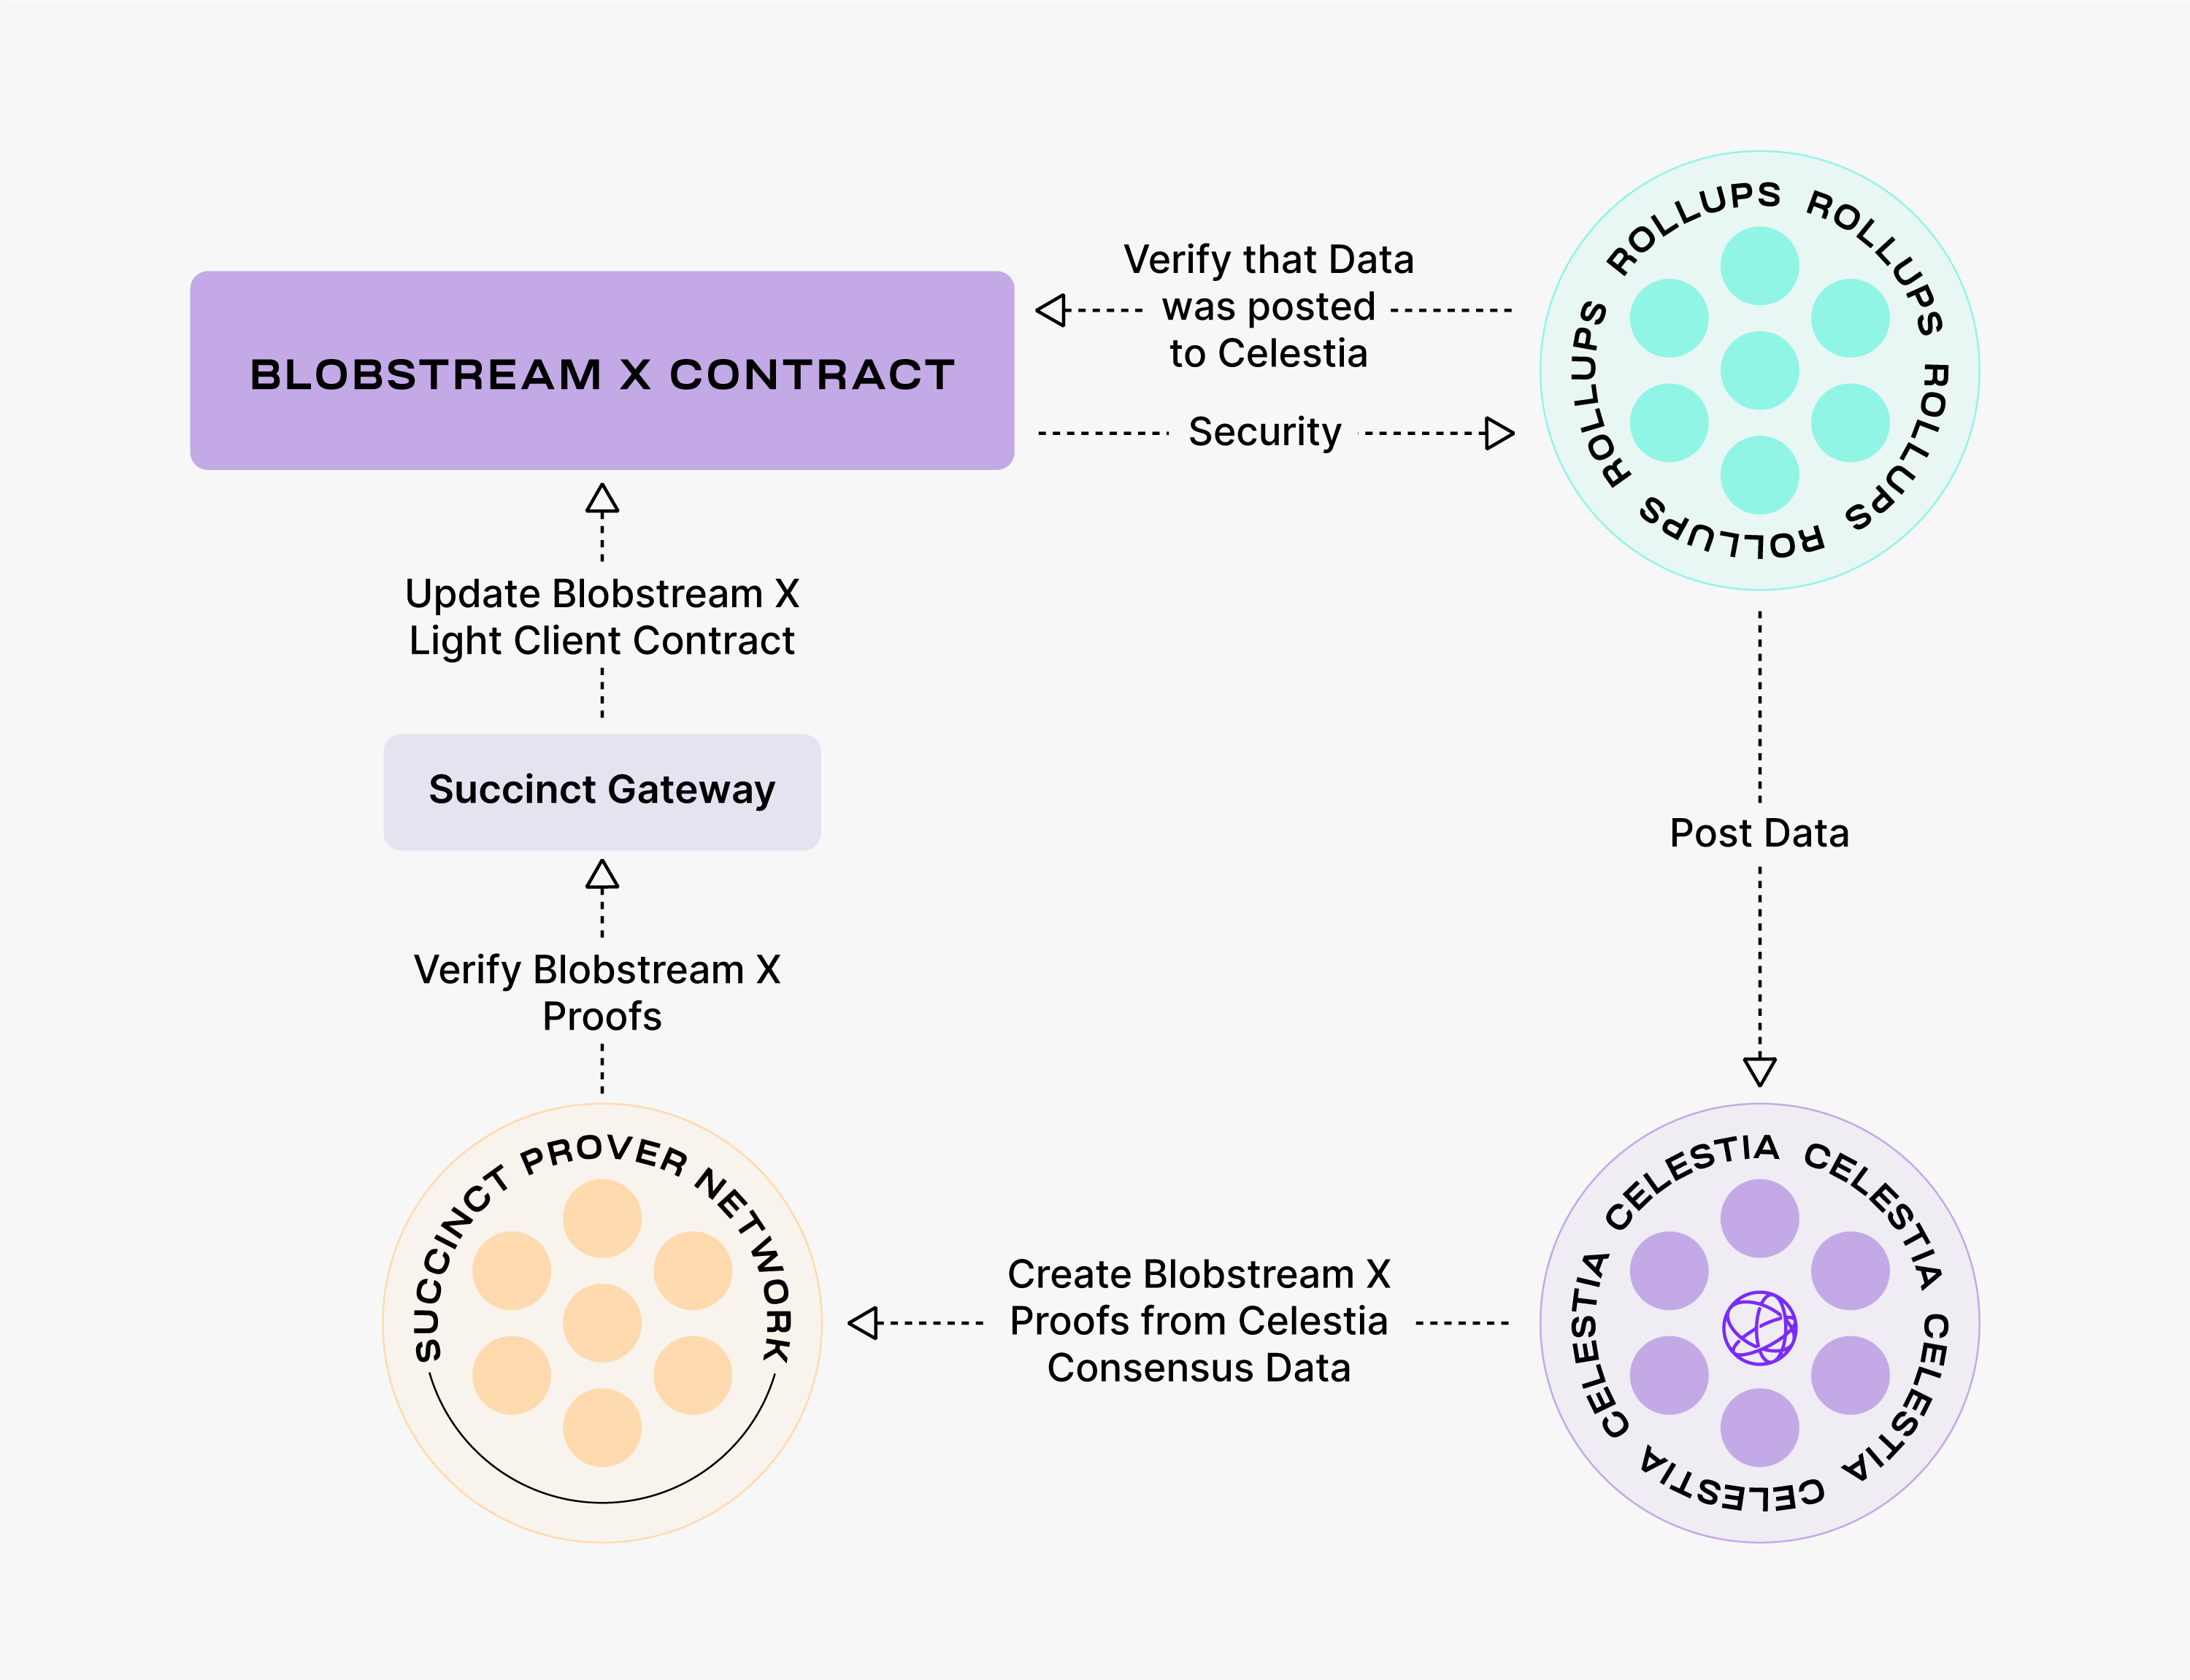 ROLLUPS ROLLUPS ROLLUPS ROLLUPS ROLLUPS
Verify that Data
was posted
to Celestia
BLOBSTREAM X CONTRACT
Security
Update Blobstream X
Light Client Contract
Succinct Gateway
Post Data
Verify Blobstream X
Proofs
SUCCINCT PROVER NETWORK
Create Blobstream X
Proofs from Celestia
Consensus Data
CELESTIA CELESTIA CELESTIA CELESTIA CELESTIA